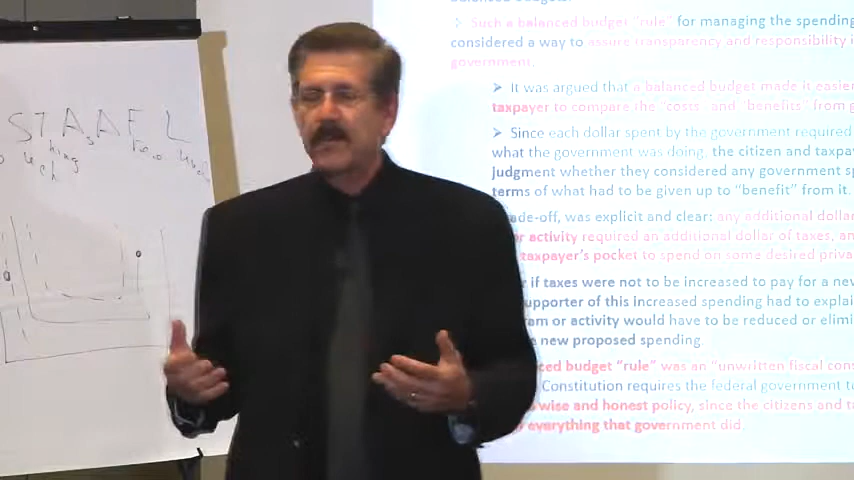 STAAFL
balanced budgets.
➢ Such a balanced budget "rule" for managing the spending
considered a way to assure transparency and responsibility i
government.
➢ It was argued that a balanced budget made it easier
taxpayer to compare the "costs" and "benefits" from g
➢ Since each dollar spent by the government required
what the government was doing, the citizen and taxpa
judgment whether they considered any government sp
terms of what had to be given up to "benefit" from it.
ade-off, was explicit and clear: any additional dollar
or activity required an additional dollar of taxes, an
taxpayer's pocket to spend on some desired priva
if taxes were not to be increased to pay for a new
upporter of this increased spending had to explai
ram or activity would have to be reduced or elimi
a new proposed spending.
ced budget "rule" was an "unwritten fiscal cons
Constitution requires the federal government to
wise and honest policy, since the citizens and t
everything that government did.